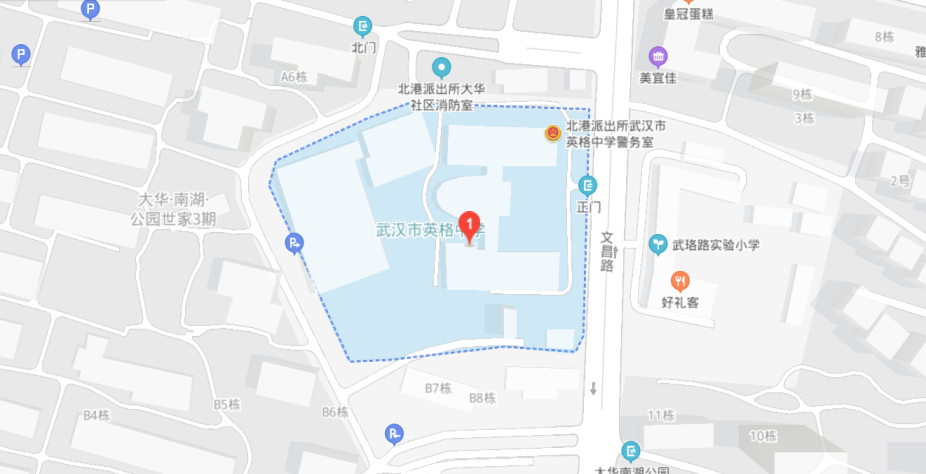 P
皇冠蛋糕
北门
8栋
雅
P
美宜佳
A6栋
北港派出所大华
社区消防室
9栋
3栋
北港派出所武汉市
英格中学警务室
2号
大华·南湖·
公园世家3期
正门
武汉市英格中学
1
文昌路
武珞路实验小学
P
好礼客
B7栋
B8栋
B5栋
B6栋
B4栋
11栋
P
10栋
大华南湖公园